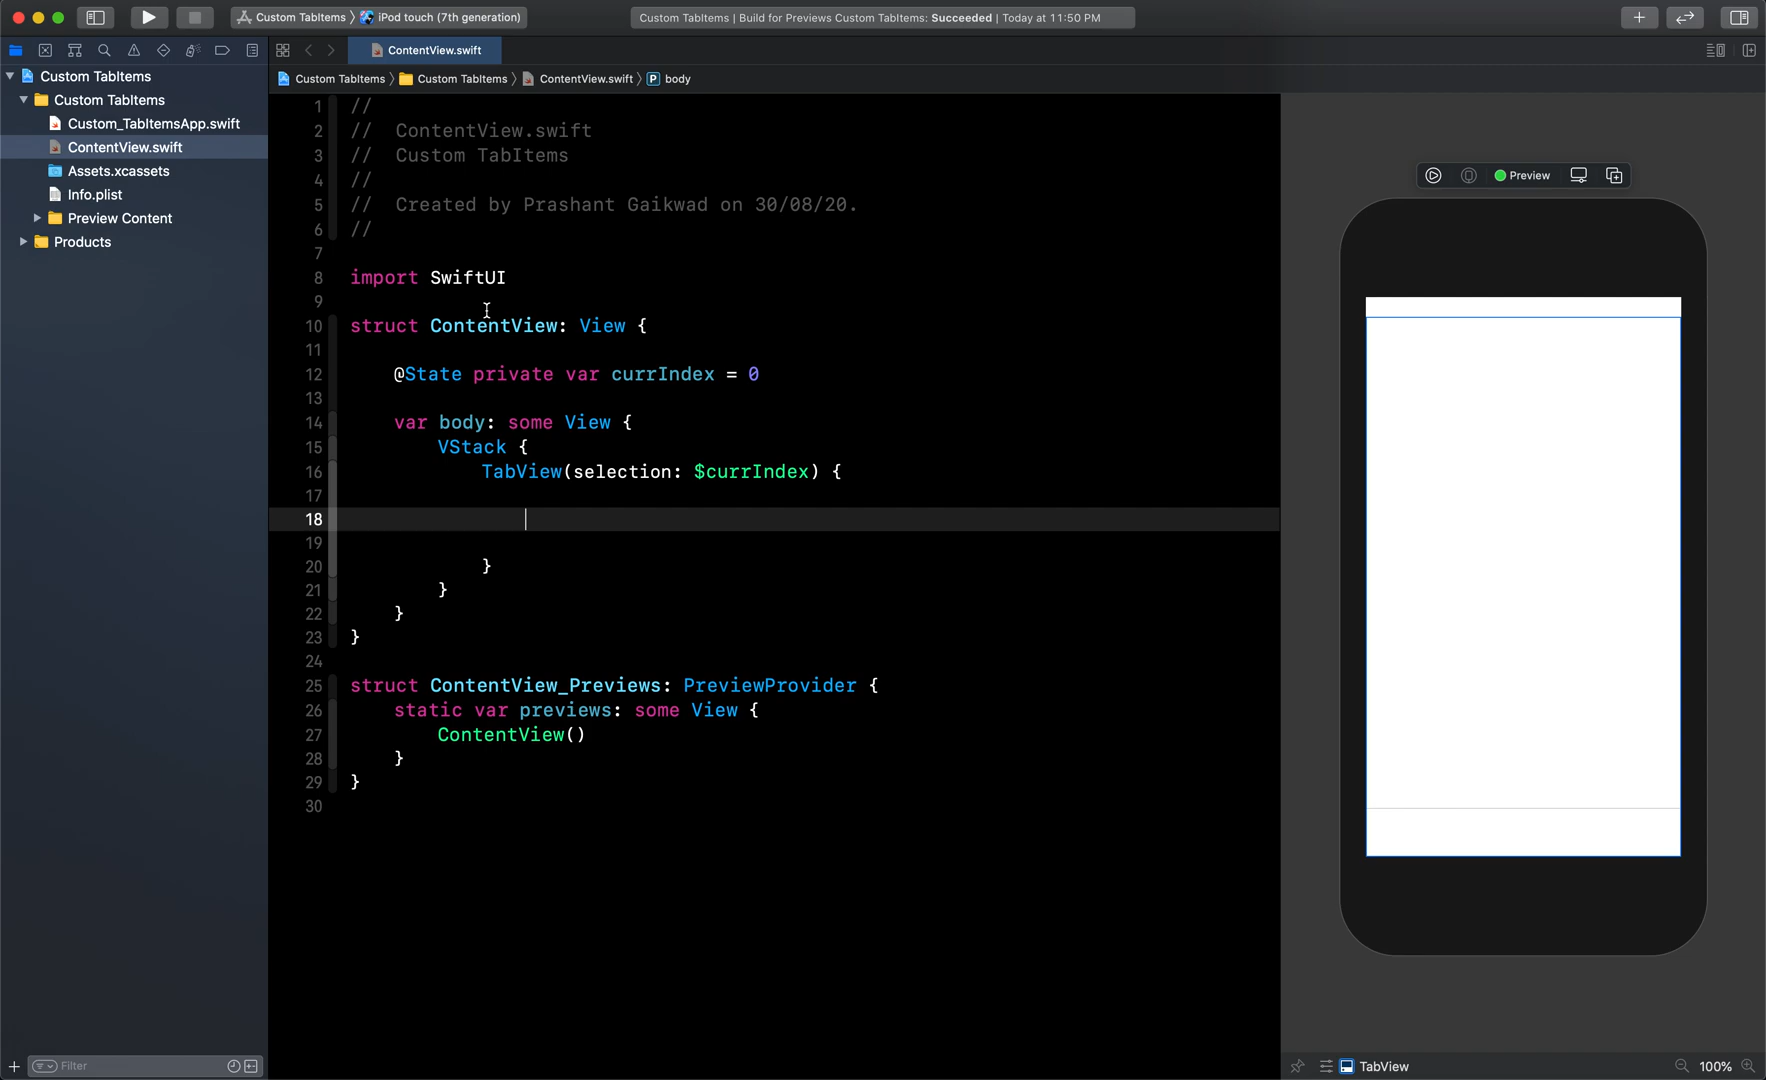 Custom TabItems 〉 iPod touch (7th generation)
Custom TabItems | Build for Previews Custom TabItems: Succeeded | Today at 11:50 PM
ContentView.swift
Custom TabItems 〉 Custom TabItems 〉 ContentView.swift 〉 P body
Custom TabItems
Custom TabItems
Custom_TabItemsApp.swift
ContentView.swift
Assets.xcassets
Info.plist
Preview Content
Products
1 //
2 // ContentView.swift
3 // Custom TabItems
4 //
5 // Created by Prashant Gaikwad on 30/08/20.
6 //
7
8 import SwiftUI
9
10 struct ContentView: View {
11
12 @State private var currIndex = 0
13
14 var body: some View {
15 VStack {
16 TabView(selection: $currIndex) {
17
18
19
20 }
21 }
22 }
23 }
24
25 struct ContentView_Previews: PreviewProvider {
26 static var previews: some View {
27 ContentView()
28 }
29 }
30
Preview
Filter
TabView
100%